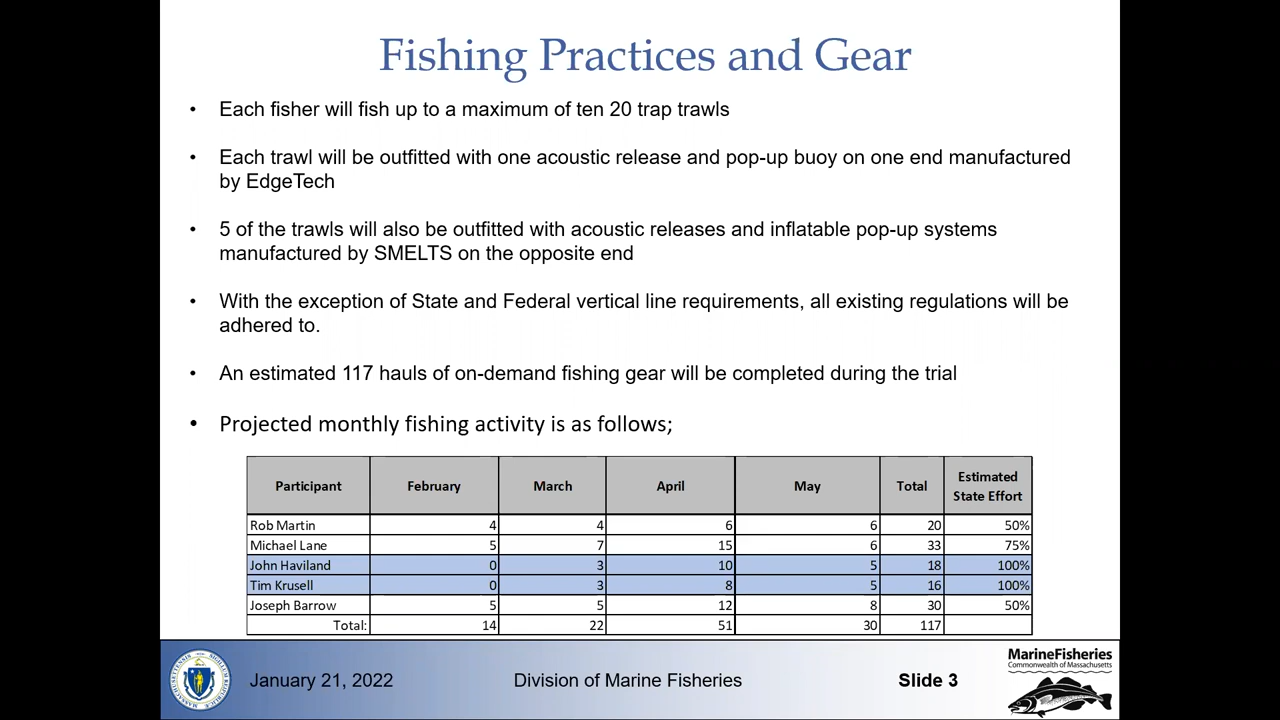 Fishing Practices and Gear
• Each fisher will fish up to a maximum of ten 20 trap trawls
• Each trawl will be outfitted with one acoustic release and pop-up buoy on one end manufactured
by EdgeTech
• 5 of the trawls will also be outfitted with acoustic releases and inflatable pop-up systems
manufactured by SMELTS on the opposite end
• With the exception of State and Federal vertical line requirements, all existing regulations will be
adhered to.
• An estimated 117 hauls of on-demand fishing gear will be completed during the trial
• Projected monthly fishing activity is as follows;
Participant February March April May Total Estimated State Effort
Rob Martin 4 4 6 6 20 50%
Michael Lane 5 7 15 6 33 75%
John Haviland 0 3 10 5 18 100%
Tim Krusell 0 3 8 5 16 100%
Joseph Barrow 5 5 12 8 30 50%
Total: 14 22 51 30 117
January 21, 2022 Division of Marine Fisheries Slide 3
MarineFisheries
Commonwealth of Massachusetts